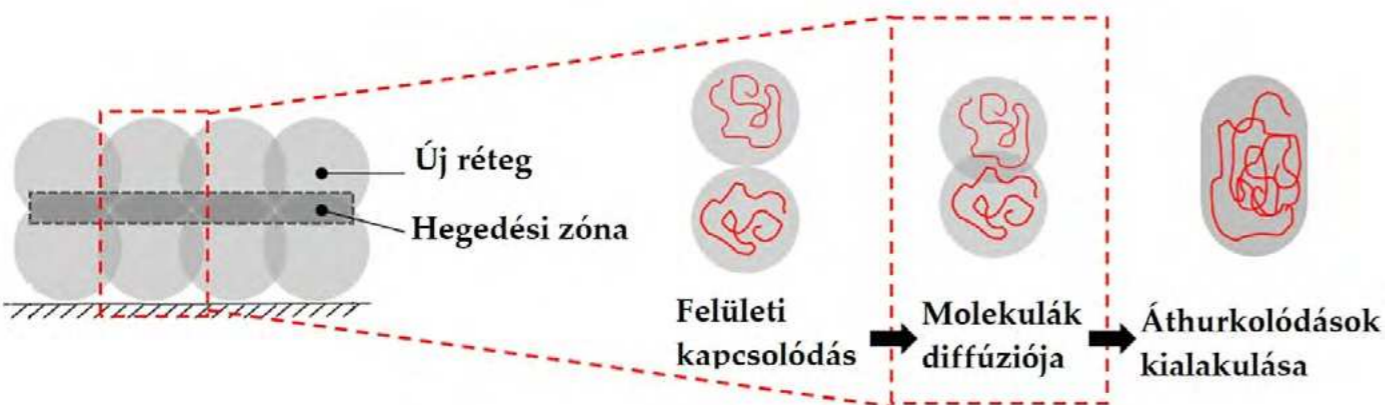 Új réteg
Hegedési zóna
Felületi
kapcsolódás
Molekulák
diffúziója
Áthurkolódások
kialakulása